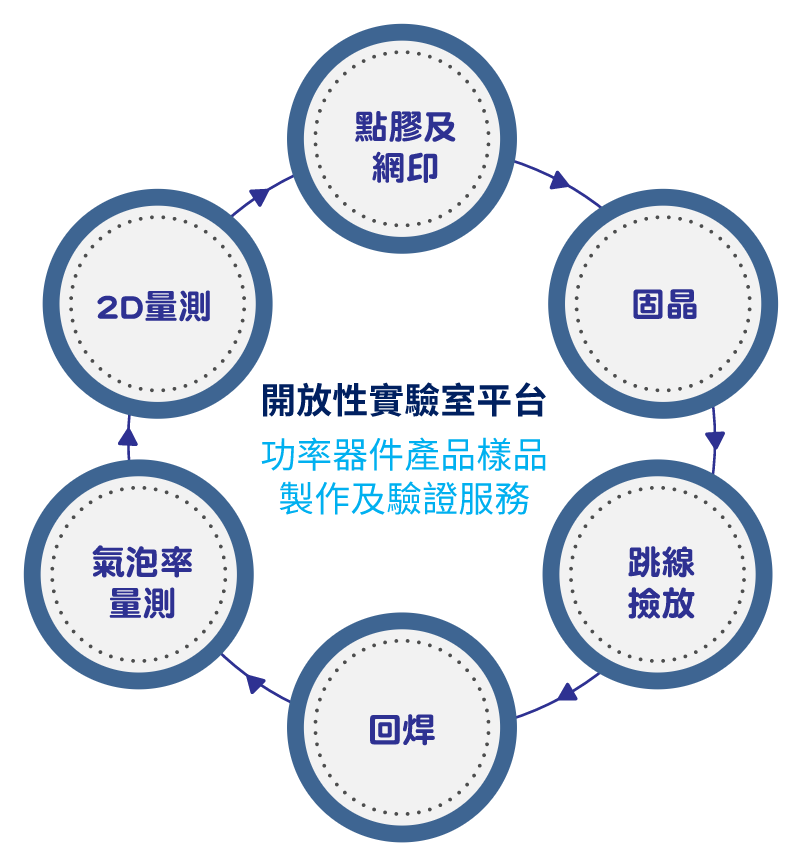 點膠及
網印
固晶
跳線
撿放
回焊
氣泡率
量測
2D量測
開放性實驗室平台
功率器件產品樣品
製作及驗證服務